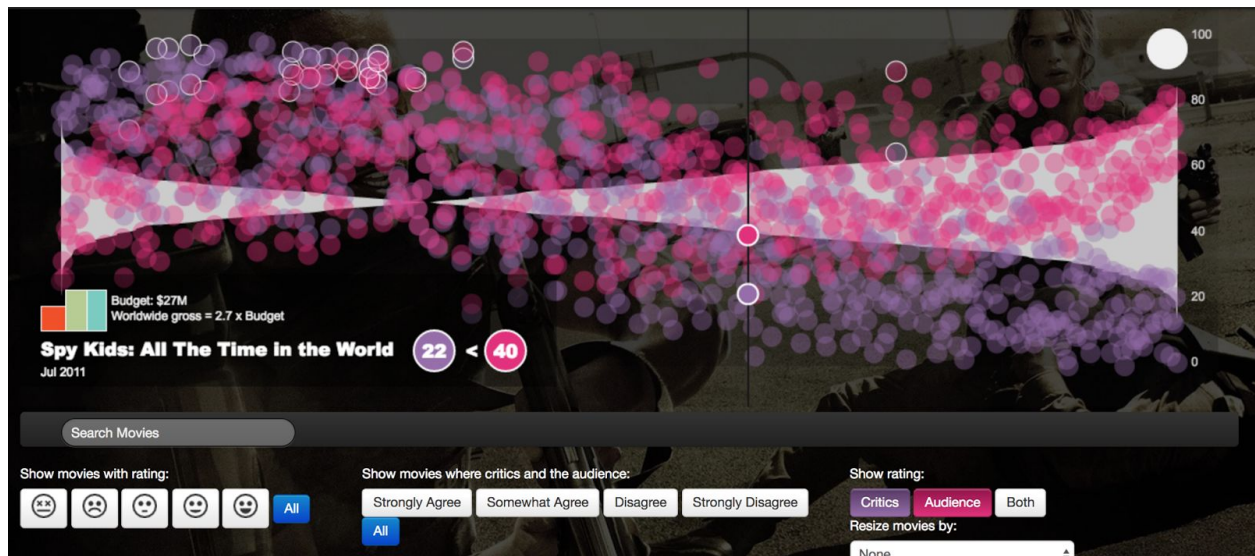 100
80
60
40
20
0
Budget: $27M
Worldwide gross = 2.7 x Budget
Spy Kids: All The Time in the World 22 < 40
Jul 2011
Search Movies
Show movies with rating:
All
Show movies where critics and the audience:
Strongly Agree Somewhat Agree Disagree Strongly Disagree
All
Show rating:
Critics Audience Both
Resize movies by:
None